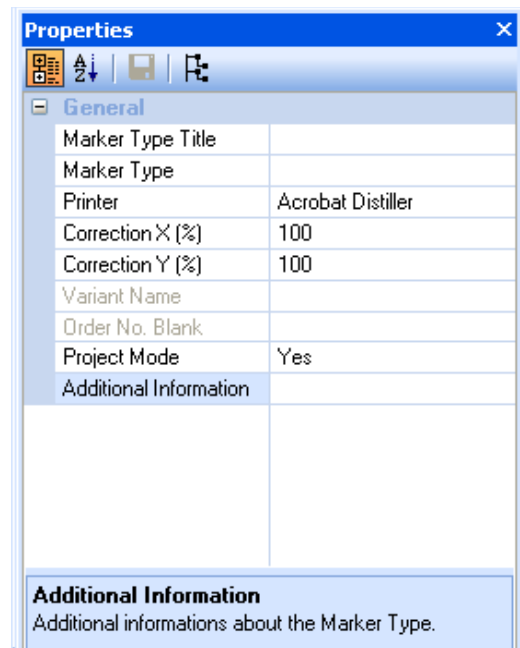 Properties
General
Marker Type Title
Marker Type
Printer Acrobat Distiller
Correction X (%) 100
Correction Y (%) 100
Variant Name
Order No. Blank
Project Mode Yes
Additional Information
Additional Information
Additional informations about the Marker Type.